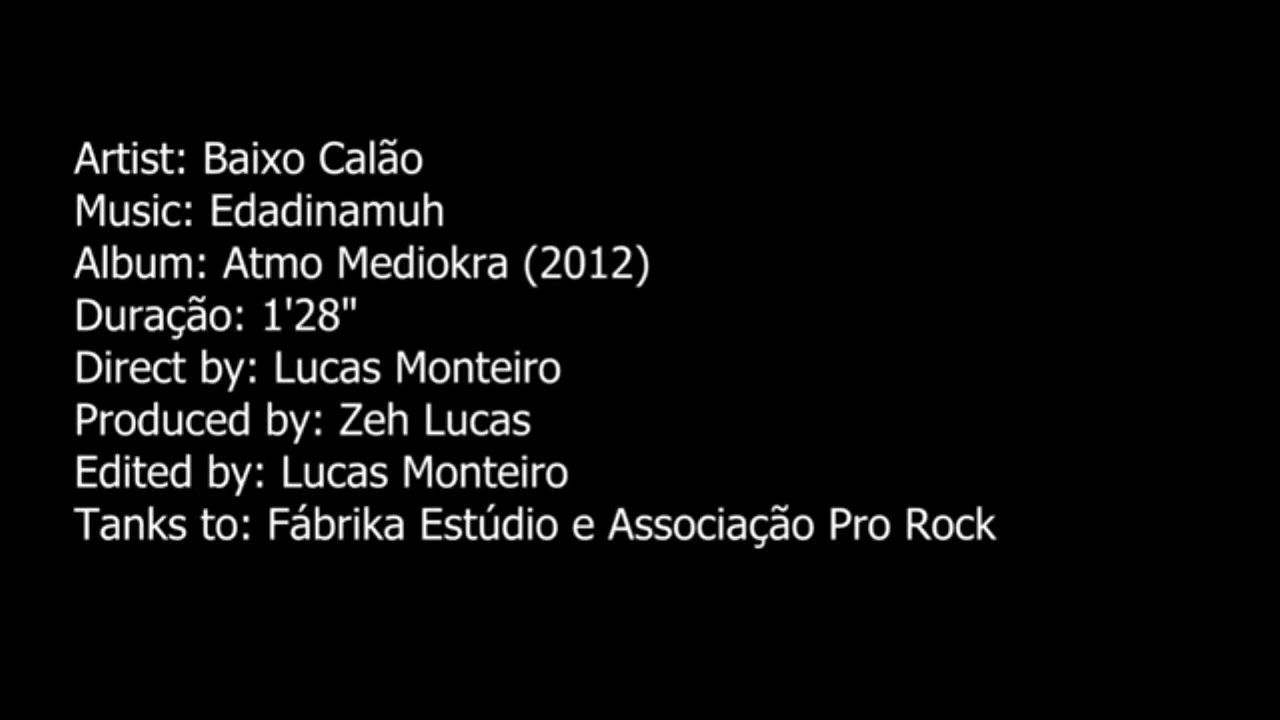 Artist: Baixo Calão
Music: Edadinamuh
Album: Atmo Mediokra (2012)
Duração: 1'28"
Direct by: Lucas Monteiro
Produced by: Zeh Lucas
Edited by: Lucas Monteiro
Tanks to: Fábrika Estúdio e Associação Pro Rock